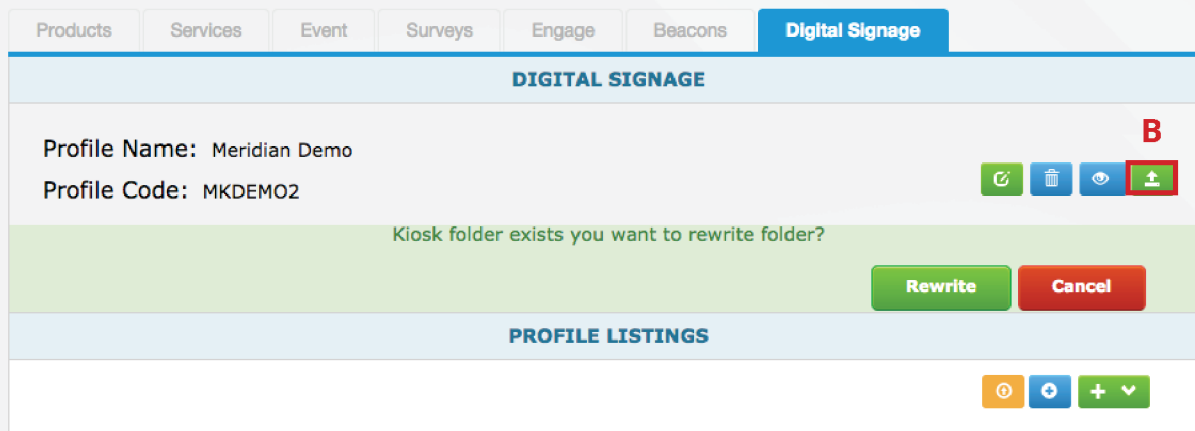 Products Services Event Surveys Engage Beacons Digital Signage
DIGITAL SIGNAGE
B
Profile Name: Meridian Demo
Profile Code: MKDEMO2
Kiosk folder exists you want to rewrite folder?
Rewrite Cancel
PROFILE LISTINGS